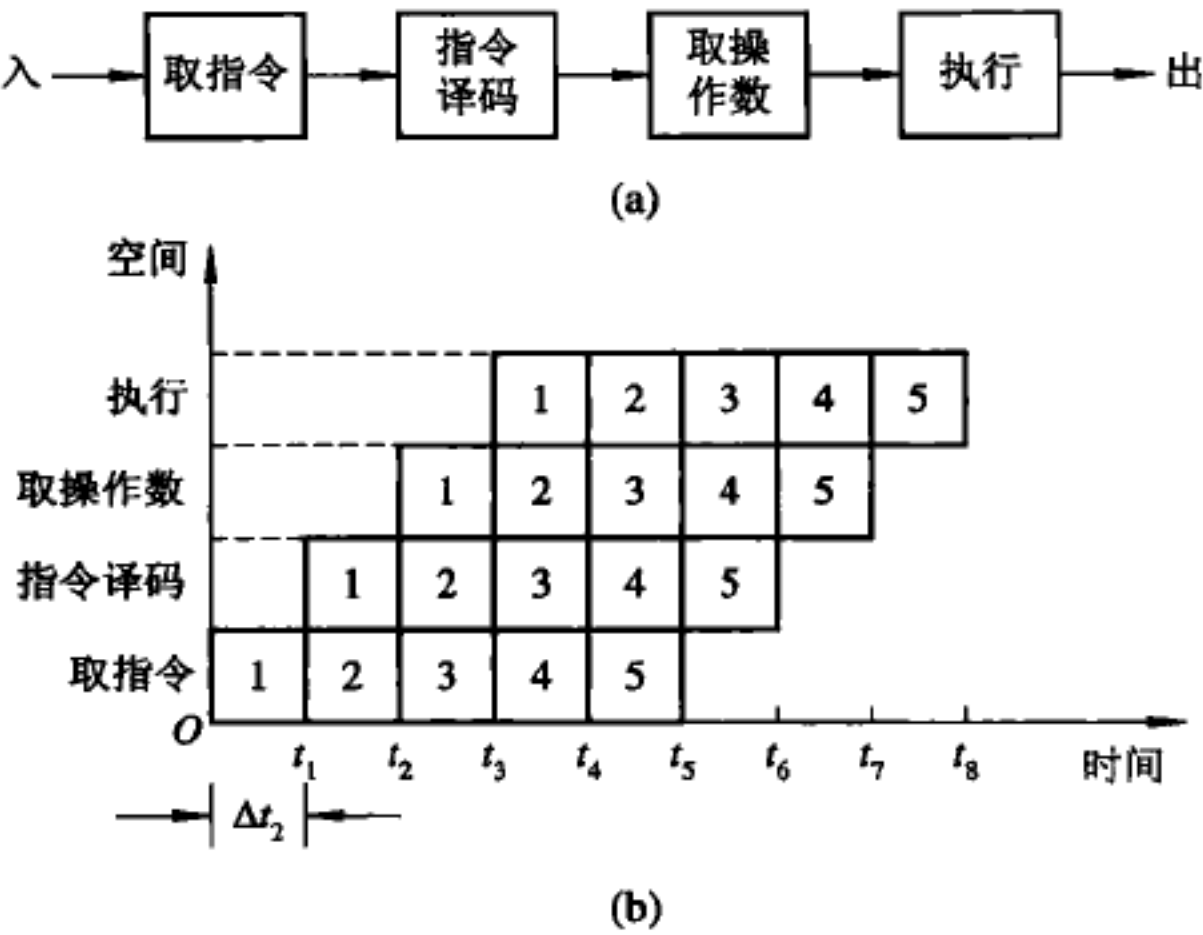 入 取指令 指令译码 取操作数 执行 出
(a)
空间
执行 1 2 3 4 5
取操作数 1 2 3 4 5
指令译码 1 2 3 4 5
取指令 1 2 3 4 5
O t₁ t₂ t₃ t₄ t₅ t₆ t₇ t₈ 时间
Δt₂
(b)